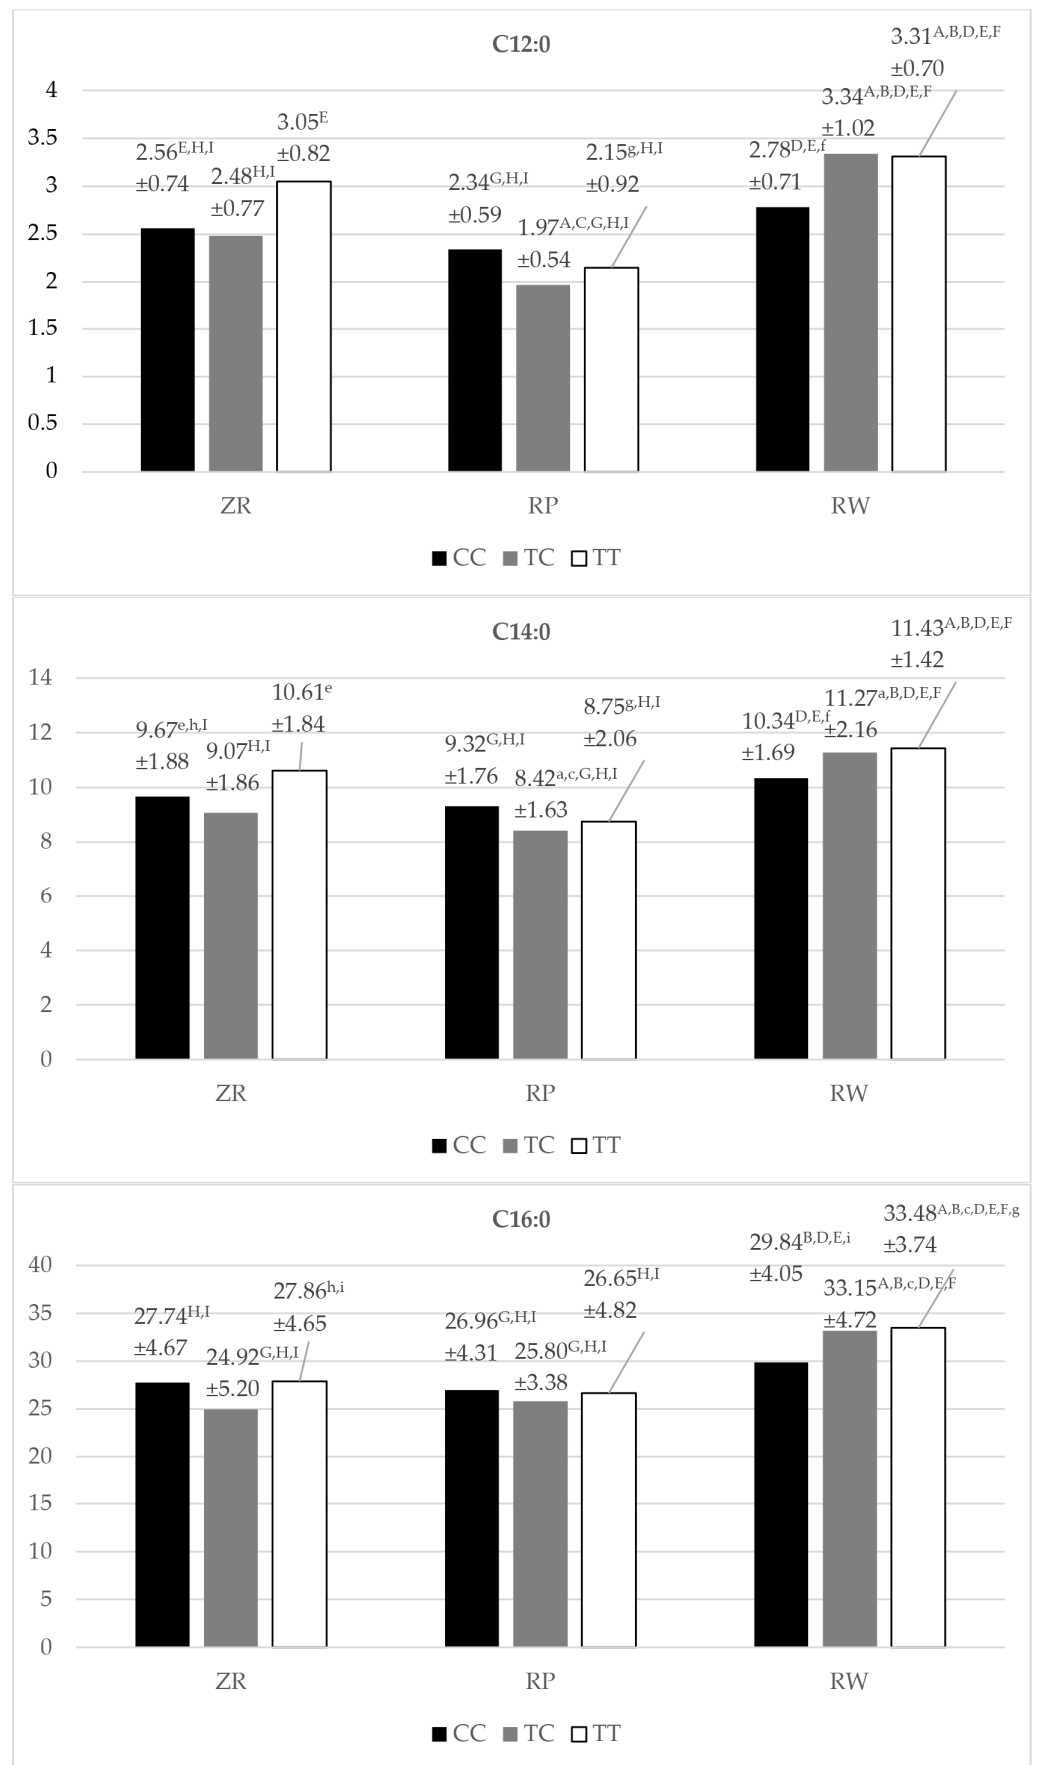 C12:0
3.31A,B,D,E,F
±0.70
3.34A,B,D,E,F
±1.02
3.05E
±0.82
2.56E,H,I
±0.74
2.48H,I
±0.77
2.34G,H,I
±0.59
2.15g,H,I
±0.92
1.97A,C,G,H,I
±0.54
2.78D,E,f
±0.71
4
3.5
3
2.5
2
1.5
1
0.5
0
ZR RP RW
CC TC TT
C14:0
11.43A,B,D,E,F
±1.42
11.27a,B,D,E,F
±2.16
10.61e
±1.84
9.67e,h,I
±1.88
9.07H,I
±1.86
9.32G,H,I
±1.76
8.75g,H,I
±2.06
8.42a,c,G,H,I
±1.63
10.34D,E,f
±1.69
14
12
10
8
6
4
2
0
ZR RP RW
CC TC TT
C16:0
33.48A,B,c,D,E,F,g
±3.74
29.84B,D,E,i
±4.05
33.15A,B,c,D,E,F
±4.72
27.86h,i
±4.65
27.74H,I
±4.67
24.92G,H,I
±5.20
26.96G,H,I
±4.31
26.65H,I
±4.82
25.80G,H,I
±3.38
40
35
30
25
20
15
10
5
0
ZR RP RW
CC TC TT